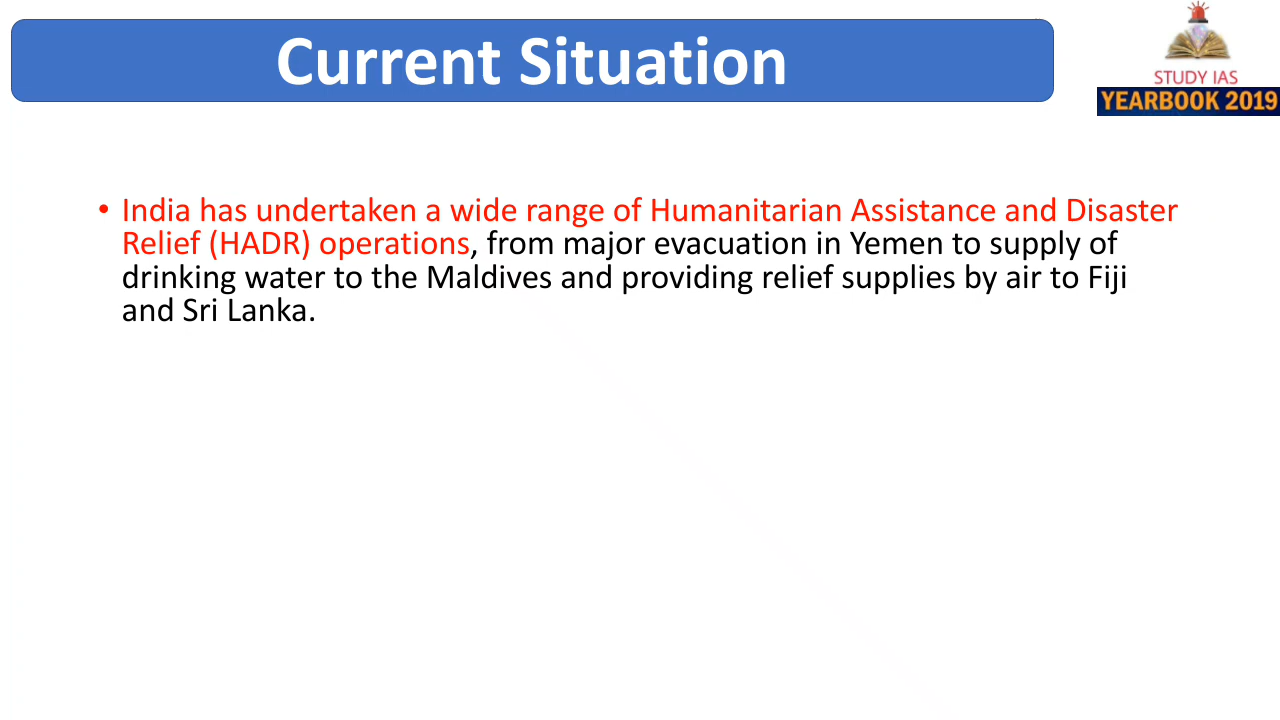 Current Situation
STUDY IAS
YEARBOOK 2019
• India has undertaken a wide range of Humanitarian Assistance and Disaster
Relief (HADR) operations, from major evacuation in Yemen to supply of
drinking water to the Maldives and providing relief supplies by air to Fiji
and Sri Lanka.